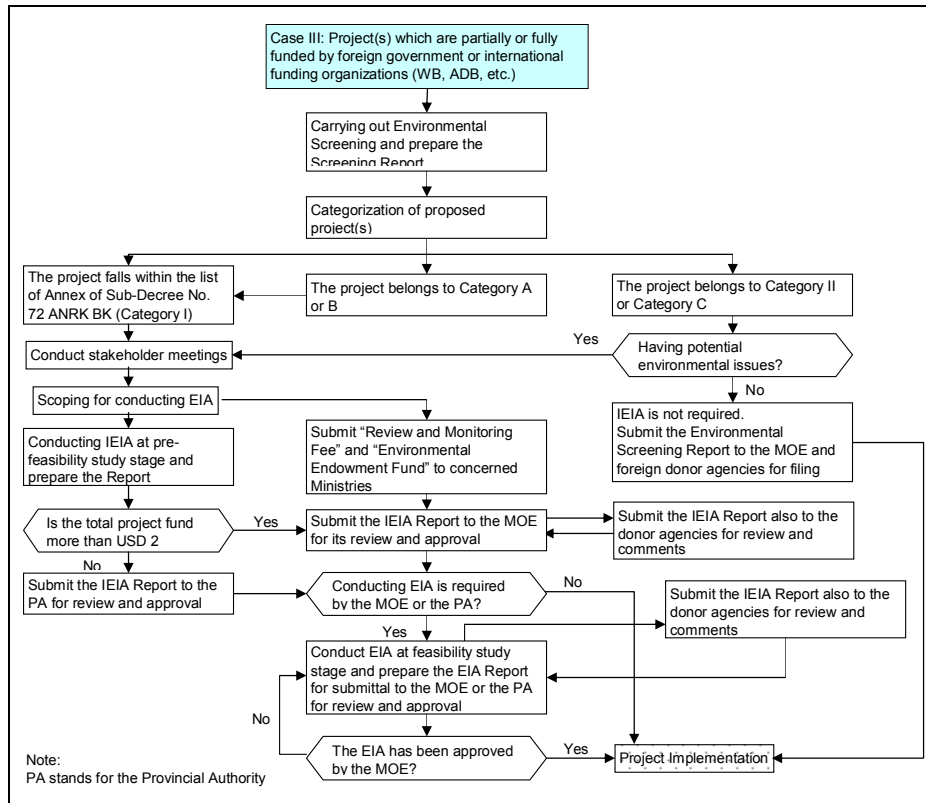 Case III: Project(s) which are partially or fully
funded by foreign government or international
funding organizations (WB, ADB, etc.)
Carrying out Environmental
Screening and prepare the
Screening Report
Categorization of proposed
project(s)
The project falls within the list
of Annex of Sub-Decree No.
72 ANRK BK (Category I)
The project belongs to Category A
or B
The project belongs to Category II
or Category C
Yes
Conduct stakeholder meetings
Having potential
environmental issues?
No
Scoping for conducting EIA
IEIA is not required.
Submit the Environmental
Screening Report to the MOE and
foreign donor agencies for filing
Conducting IEIA at pre-
feasibility study stage and
prepare the Report
Submit “Review and Monitoring
Fee” and “Environmental
Endowment Fund” to concerned
Ministries
Is the total project fund
more than USD 2
Yes
Submit the IEIA Report to the MOE
for its review and approval
Submit the IEIA Report also to the
donor agencies for review and
comments
No
Submit the IEIA Report to the
PA for review and approval
Conducting EIA is required
by the MOE or the PA?
No
Submit the IEIA Report also to the
donor agencies for review and
comments
Yes
Conduct EIA at feasibility study
stage and prepare the EIA Report
for submittal to the MOE or the PA
for review and approval
No
The EIA has been approved
by the MOE?
Yes
Project Implementation
Note:
PA stands for the Provincial Authority